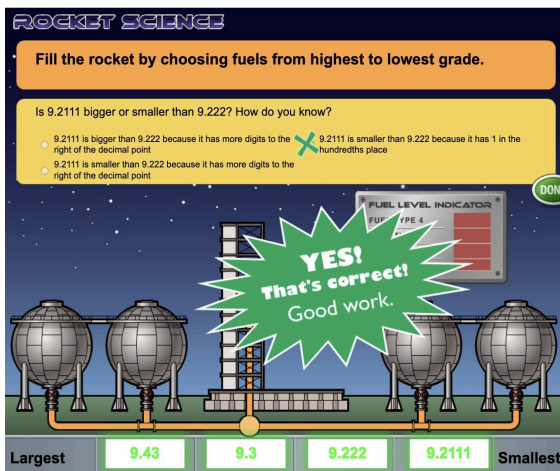 ROCKET SCIENCE
Fill the rocket by choosing fuels from highest to lowest grade.
Is 9.2111 bigger or smaller than 9.222? How do you know?
9.2111 is bigger than 9.222 because it has more digits to the
right of the decimal point
9.2111 is smaller than 9.222 because it has 1 in the
hundredths place
9.2111 is smaller than 9.222 because it has more digits to the
right of the decimal point
DON
FUEL LEVEL INDICATOR
TYPE 4
YES!
That's correct!
Good work.
Largest
9.43
9.3
9.222
9.2111
Smallest